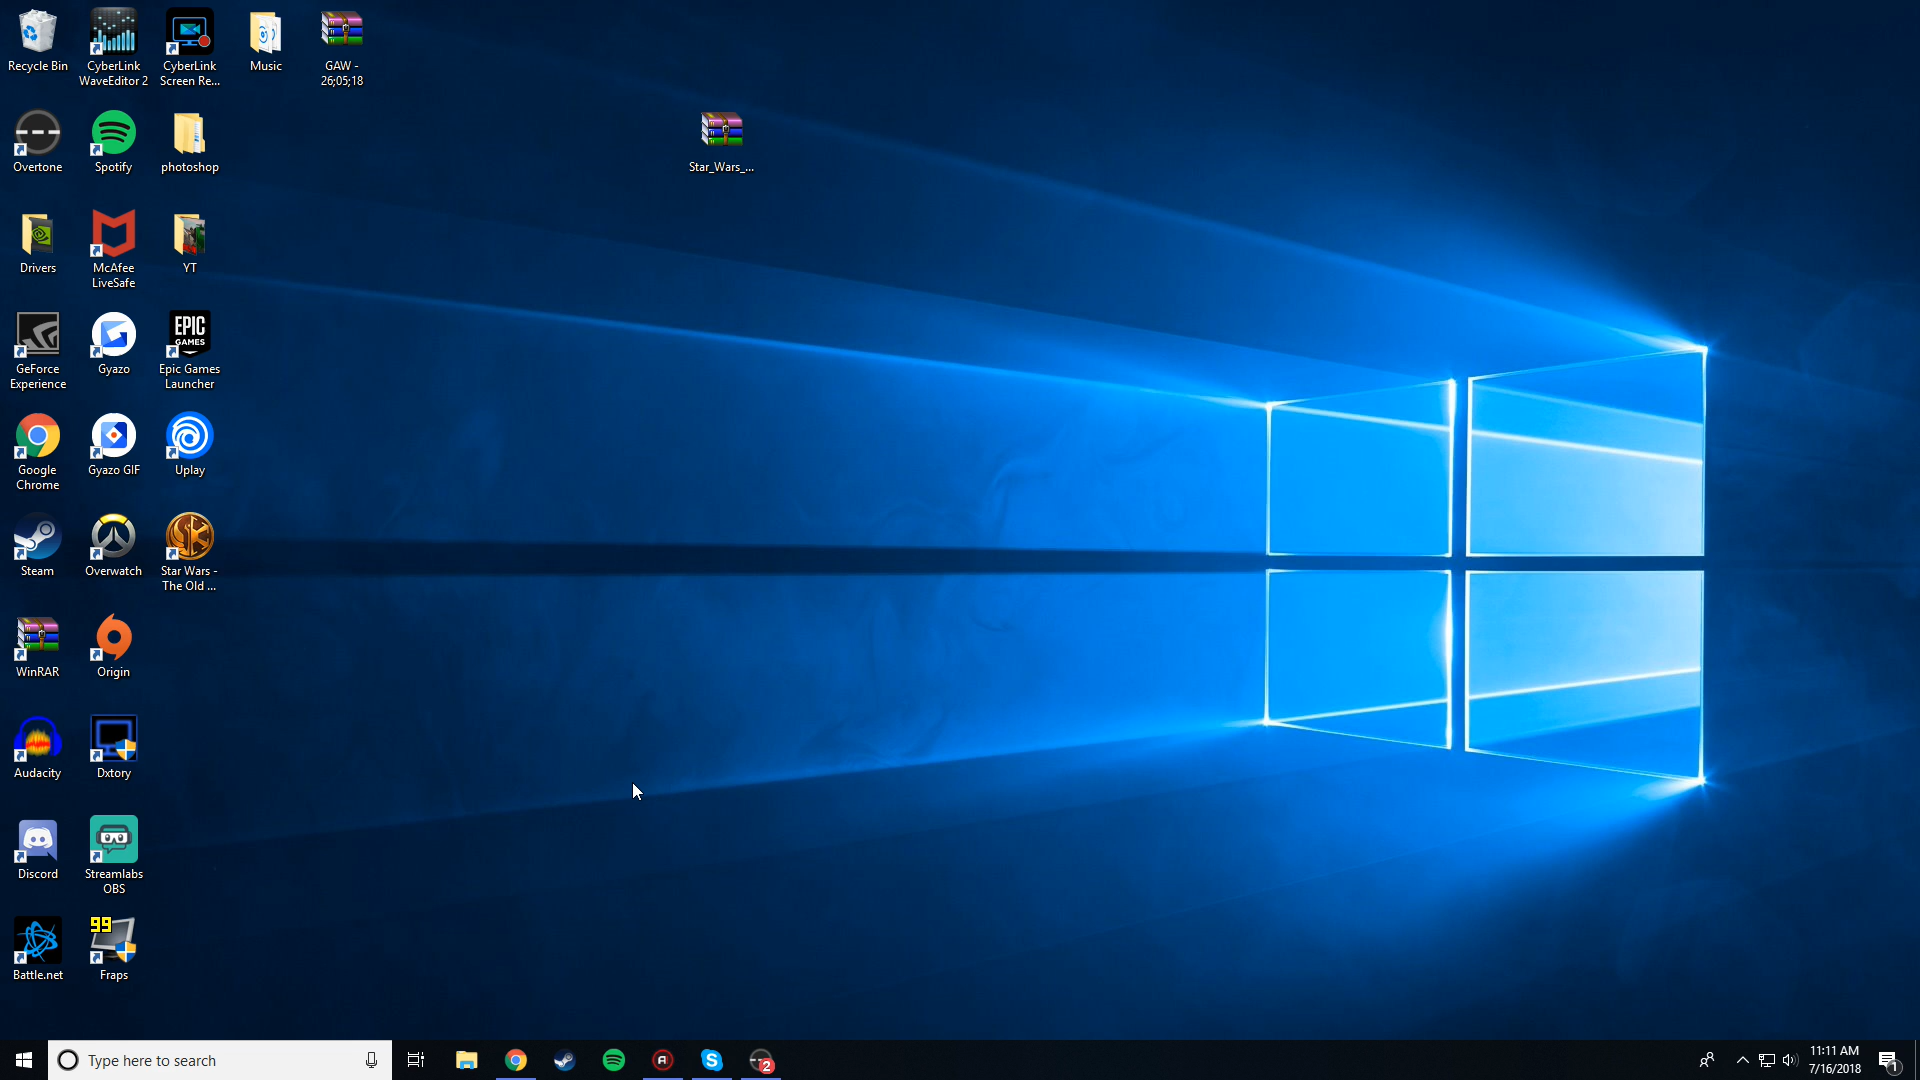 Recycle Bin
CyberLink
WaveEditor 2
CyberLink
Screen Re...
Music
GAW -
26;05;18
Overtone
Spotify
photoshop
Star_Wars_...
Drivers
McAfee
LiveSafe
YT
GeForce
Experience
Gyazo
EPIC
GAMES
Epic Games
Launcher
Google
Chrome
Gyazo GIF
Uplay
Steam
Overwatch
Star Wars -
The Old ...
WinRAR
Origin
Audacity
Dxtory
Discord
Streamlabs
OBS
Battle.net
99
Fraps
Type here to search
2
11:11 AM
7/16/2018
1